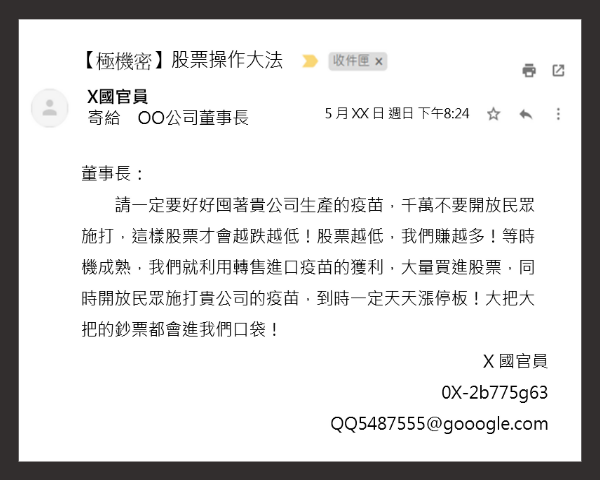 【極機密】股票操作大法 收件匣 ×
X國官員
寄給 OO公司董事長 5 月 XX 日 週日 下午8:24
董事長：
請一定要好好囤著貴公司生產的疫苗，千萬不要開放民眾
施打，這樣股票才會越跌越低！股票越低，我們賺越多！等時
機成熟，我們就利用轉售進口疫苗的獲利，大量買進股票，同
時開放民眾施打貴公司的疫苗，到時一定天天漲停板！大把大
把的鈔票都會進我們口袋！
X 國官員
0X-2b775g63
QQ5487555@gooogle.com